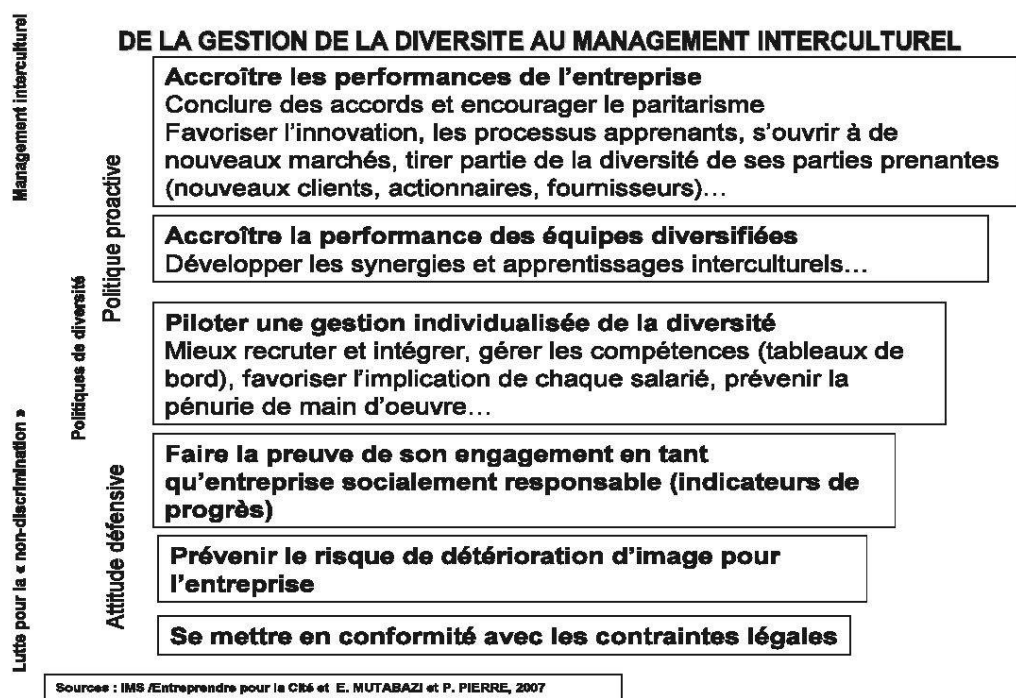 DE LA GESTION DE LA DIVERSITE AU MANAGEMENT INTERCULTUREL
Management interculturel
Politiques de diversité
Lutte pour la « non-discrimination »
Politique proactive
Attitude défensive
Accroître les performances de l'entreprise
Conclure des accords et encourager le paritarisme
Favoriser l'innovation, les processus apprenants, s'ouvrir à de
nouveaux marchés, tirer partie de la diversité de ses parties prenantes
(nouveaux clients, actionnaires, fournisseurs)…
Accroître la performance des équipes diversifiées
Développer les synergies et apprentissages interculturels…
Piloter une gestion individualisée de la diversité
Mieux recruter et intégrer, gérer les compétences (tableaux de
bord), favoriser l'implication de chaque salarié, prévenir la
pénurie de main d'oeuvre…
Faire la preuve de son engagement en tant
qu'entreprise socialement responsable (indicateurs de
progrès)
Prévenir le risque de détérioration d'image pour
l'entreprise
Se mettre en conformité avec les contraintes légales
Sources : IMS /Entreprendre pour la Cité et E. MUTABAZI et P. PIERRE, 2007